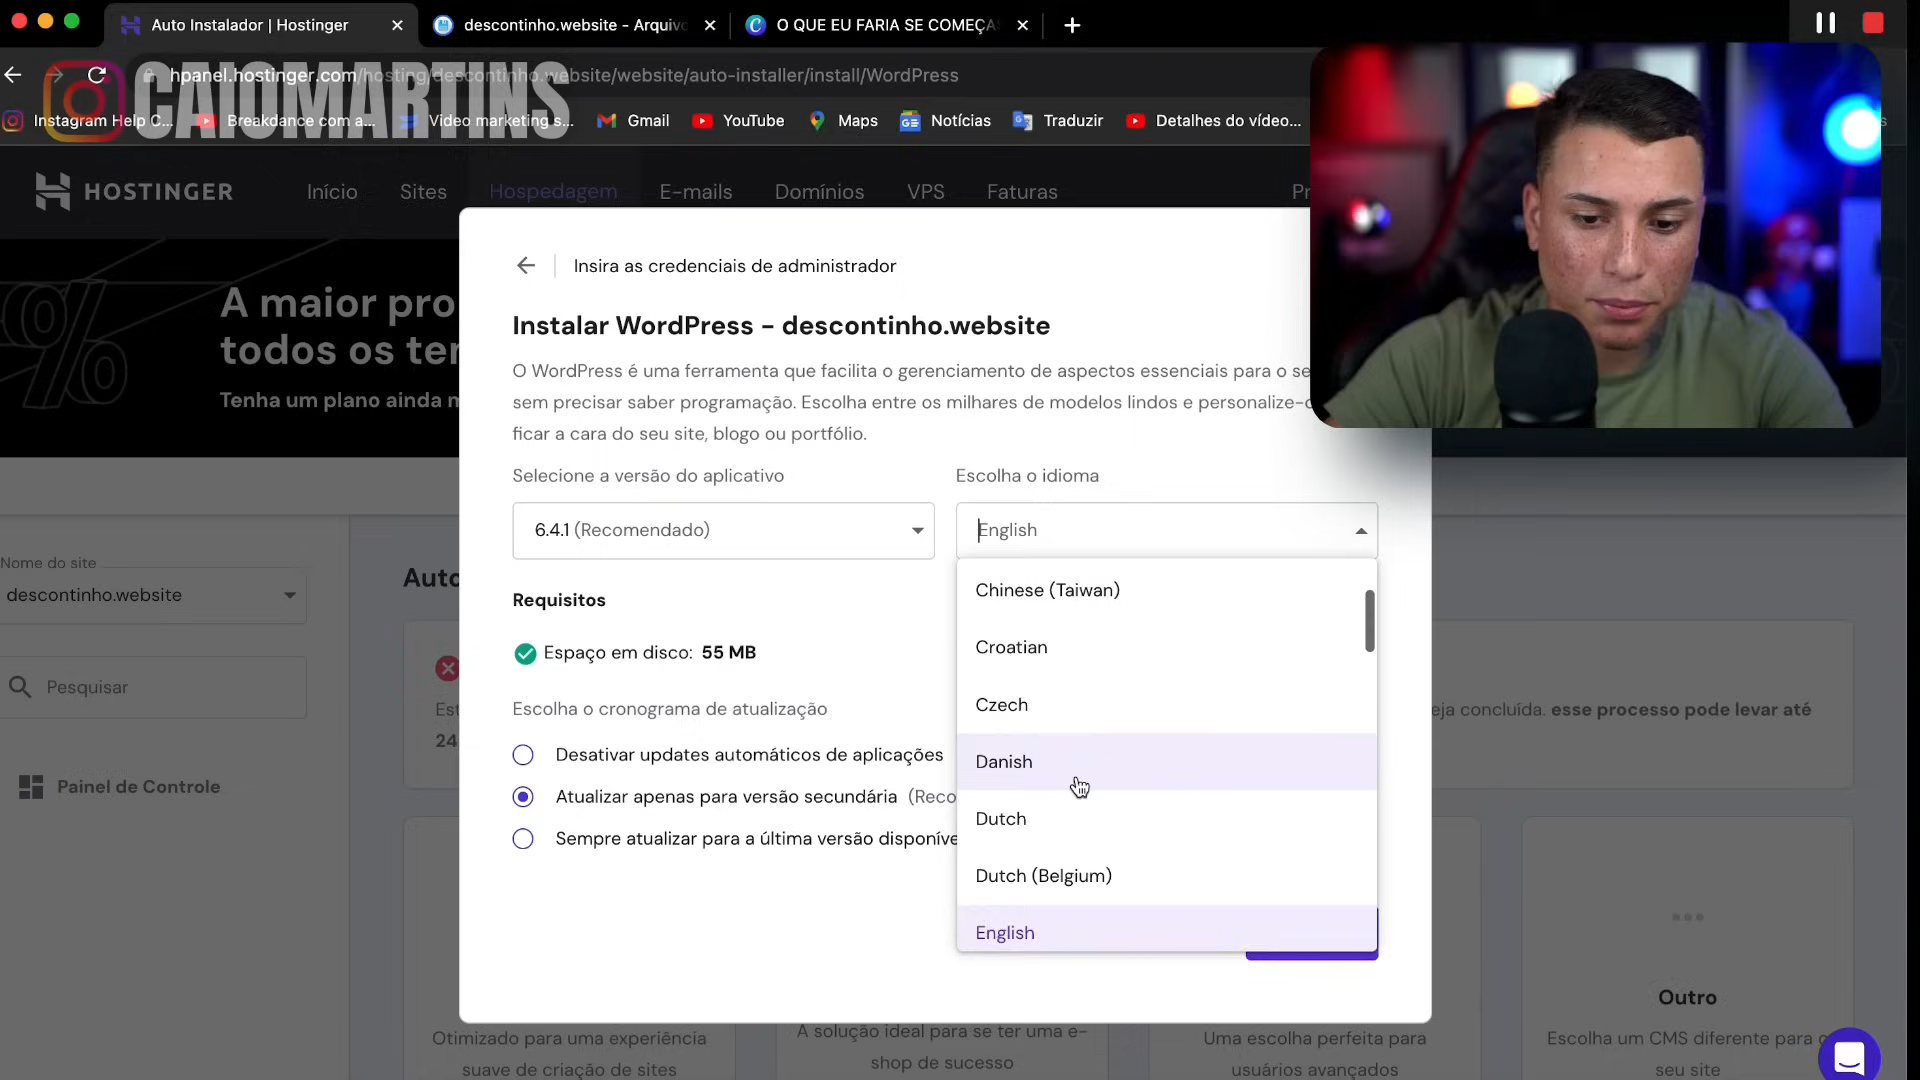 Auto Instalador | Hostinger
descontinho.website - Arquiv
O QUE EU FARIA SE COMEÇA
hpanel.hostinger.com/hosting/descontinho.website/website/auto-installer/install/WordPress
CAIOMARTINS
Instagram Help C...
Breakdance com a...
Video marketing s...
Gmail
YouTube
Maps
Notícias
Traduzir
Detalhes do vídeo...
HOSTINGER
Início
Sites
Hospedagem
E-mails
Domínios
VPS
Faturas
Pr
A maior pro
todos os ter
Tenha um plano ainda m
Insira as credenciais de administrador
Instalar WordPress - descontinho.website
O WordPress é uma ferramenta que facilita o gerenciamento de aspectos essenciais para o se
sem precisar saber programação. Escolha entre os milhares de modelos lindos e personalize-o
ficar a cara do seu site, blogo ou portfólio.
Selecione a versão do aplicativo
Escolha o idioma
6.4.1 (Recomendado)
English
Nome do site
descontinho.website
Pesquisar
Painel de Controle
Auto
Est
24
eja concluída. esse processo pode levar até
Requisitos
Espaço em disco: 55 MB
Escolha o cronograma de atualização
Desativar updates automáticos de aplicações
Atualizar apenas para versão secundária (Reco
Sempre atualizar para a última versão disponíve
Chinese (Taiwan)
Croatian
Czech
Danish
Dutch
Dutch (Belgium)
English
Otimizado para uma experiência
suave de criação de sites
A solução ideal para se ter uma e-
shop de sucesso
Uma escolha perfeita para
usuários avançados
Outro
Escolha um CMS diferente para o
seu site